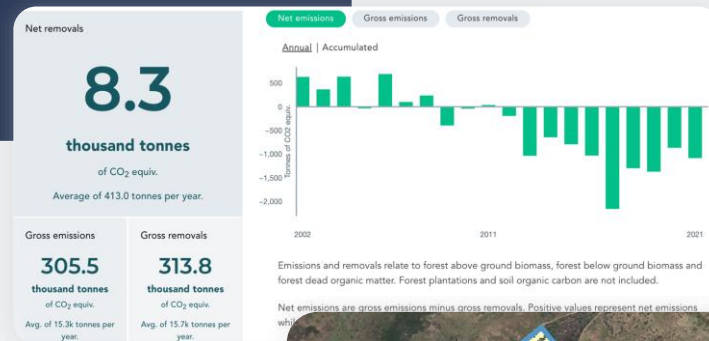 Net removals
8.3
thousand tonnes
of CO₂ equiv.
Average of 413.0 tonnes per year.
Gross emissions
305.5
thousand tonnes
of CO₂ equiv.
Avg. of 15.3k tonnes per
year.
Gross removals
313.8
thousand tonnes
of CO₂ equiv.
Avg. of 15.7k tonnes per
year.
Net emissions
Gross emissions
Gross removals
Annual | Accumulated
Tonnes of CO2 equiv.
500
0
−500
−1,000
−1,500
−2,000
2002
2011
2021
Emissions and removals relate to forest above ground biomass, forest below ground biomass and
forest dead organic matter. Forest plantations and soil organic carbon are not included.
Net emissions are gross emissions minus gross removals. Positive values represent net emissions